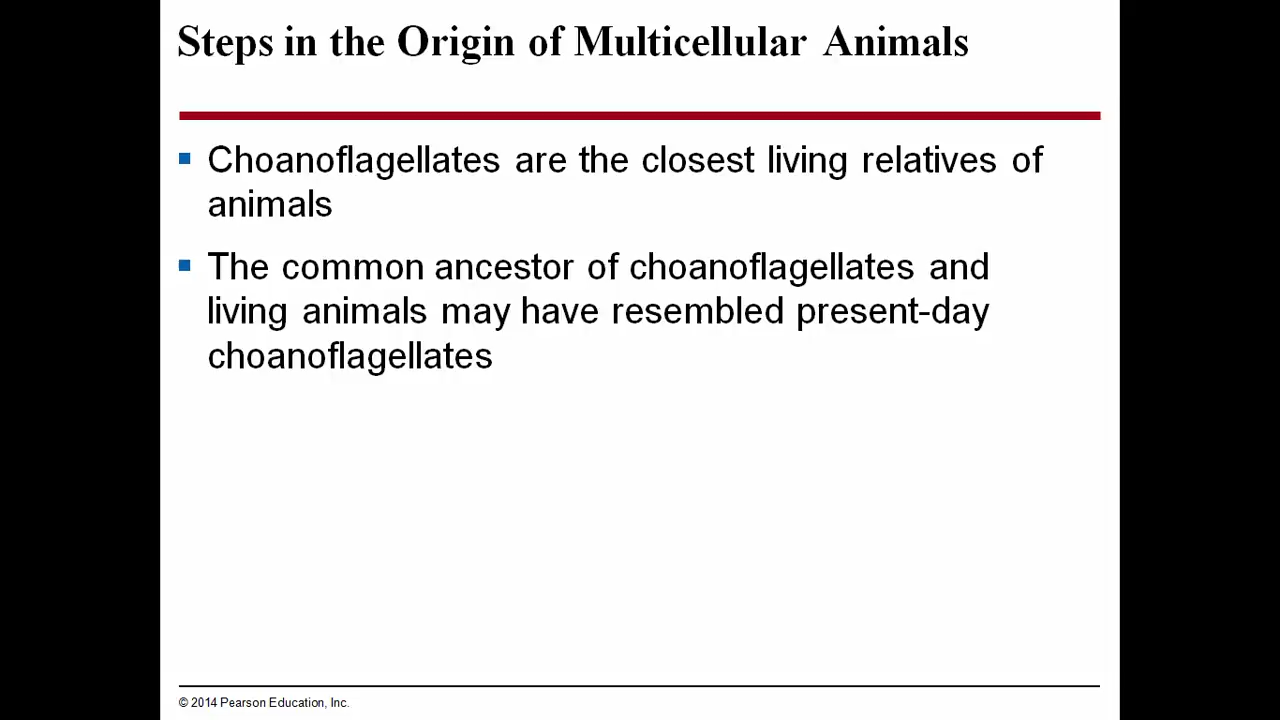 Steps in the Origin of Multicellular Animals
▪ Choanoflagellates are the closest living relatives of
animals
▪ The common ancestor of choanoflagellates and
living animals may have resembled present-day
choanoflagellates
© 2014 Pearson Education, Inc.